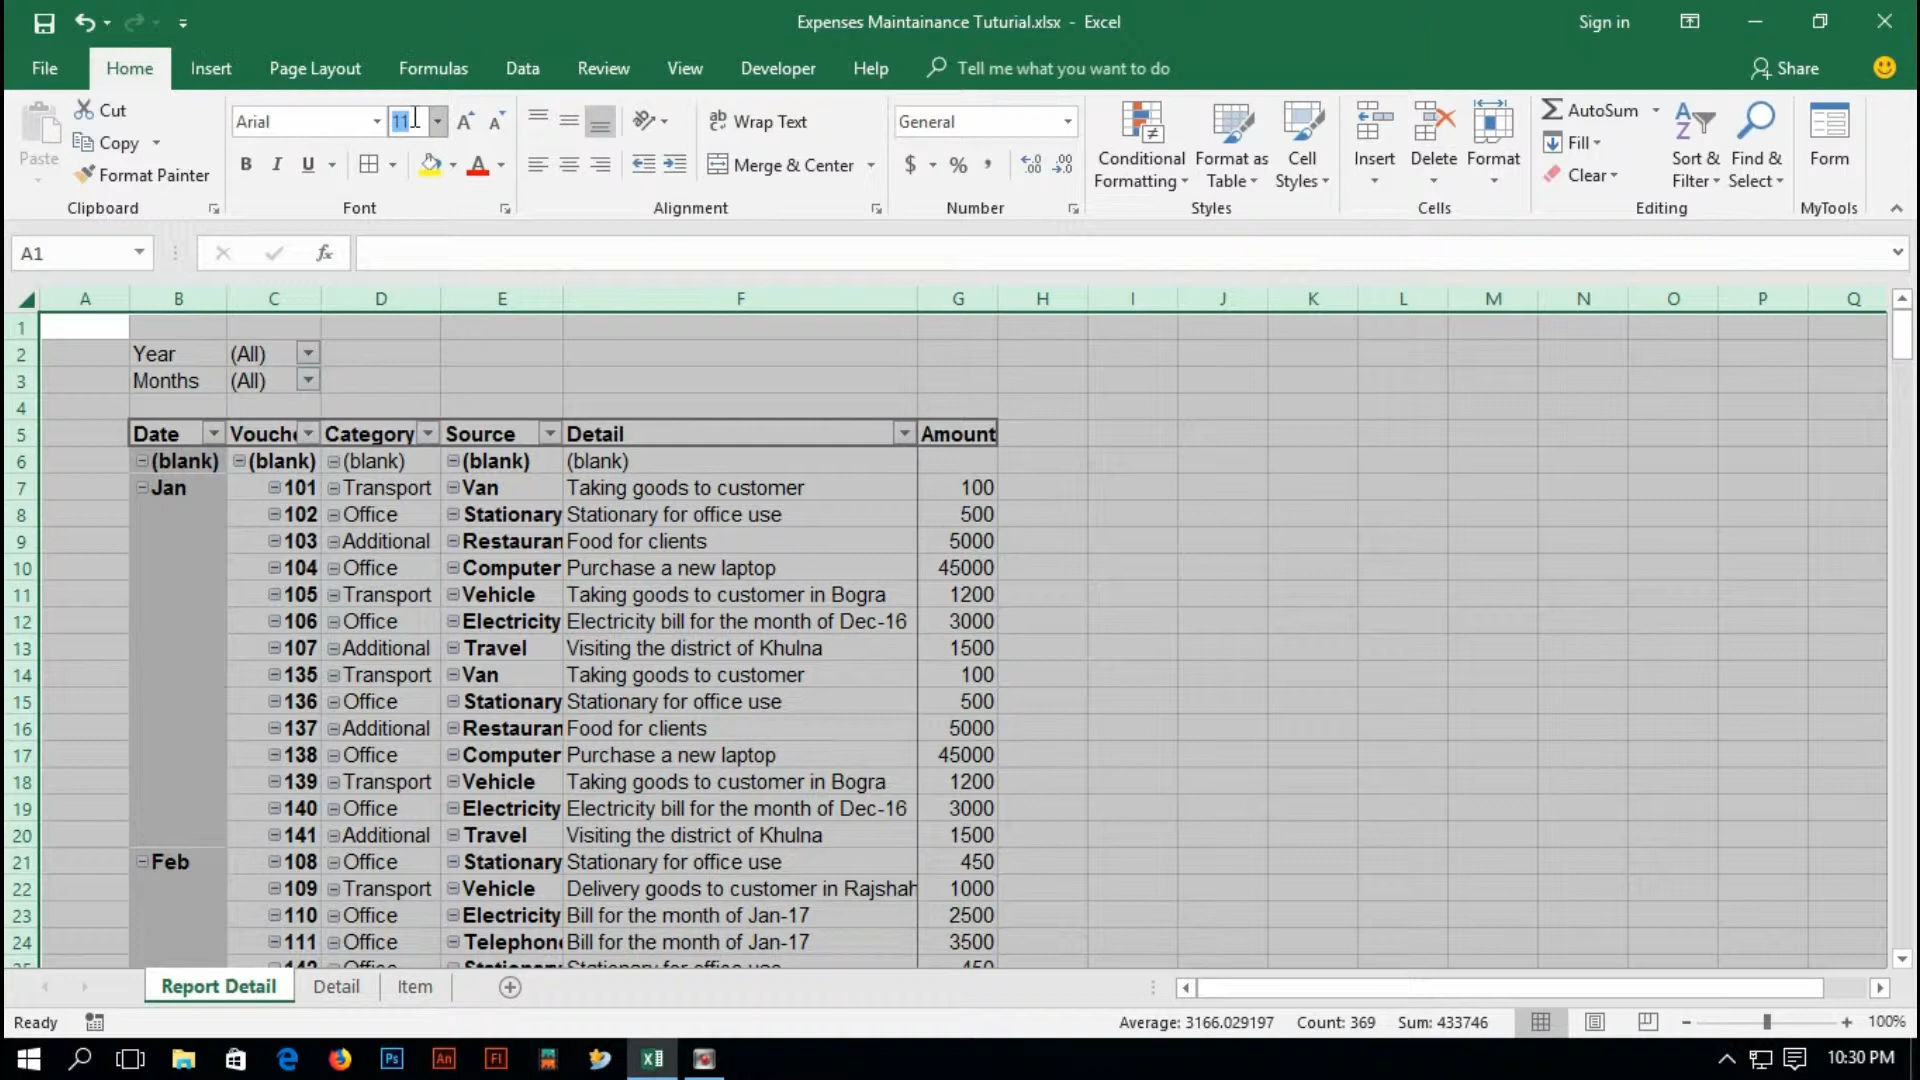 Expenses Maintainance Tuturial.xlsx - Excel
Sign in
File Home Insert Page Layout Formulas Data Review View Developer Help Tell me what you want to do Share
Cut
Copy
Format Painter
Paste
Clipboard
Arial 11
B I U
Font
Wrap Text
Merge & Center
Alignment
General
$ % ,
Number
Conditional Formatting
Format as Table
Cell Styles
Styles
Insert Delete Format
Cells
AutoSum
Fill
Clear
Sort & Filter
Find & Select
Editing
Form
MyTools
A1 fx
A B C D E F G H I J K L M N O P Q
1
2 Year (All)
3 Months (All)
4
5 Date Vouch Category Source Detail Amount
6 (blank) (blank) (blank) (blank) (blank)
7 Jan 101 Transport Van Taking goods to customer 100
8 102 Office Stationary Stationary for office use 500
9 103 Additional Restauran Food for clients 5000
10 104 Office Computer Purchase a new laptop 45000
11 105 Transport Vehicle Taking goods to customer in Bogra 1200
12 106 Office Electricity Electricity bill for the month of Dec-16 3000
13 107 Additional Travel Visiting the district of Khulna 1500
14 135 Transport Van Taking goods to customer 100
15 136 Office Stationary Stationary for office use 500
16 137 Additional Restauran Food for clients 5000
17 138 Office Computer Purchase a new laptop 45000
18 139 Transport Vehicle Taking goods to customer in Bogra 1200
19 140 Office Electricity Electricity bill for the month of Dec-16 3000
20 141 Additional Travel Visiting the district of Khulna 1500
21 Feb 108 Office Stationary Stationary for office use 450
22 109 Transport Vehicle Delivery goods to customer in Rajshah 1000
23 110 Office Electricity Bill for the month of Jan-17 2500
24 111 Office Telephon Bill for the month of Jan-17 3500
25 142 Office Stationary Stationary for office use 450
Report Detail Detail Item
Ready Average: 3166.029197 Count: 369 Sum: 433746 100%
Ps An Fl 10:30 PM